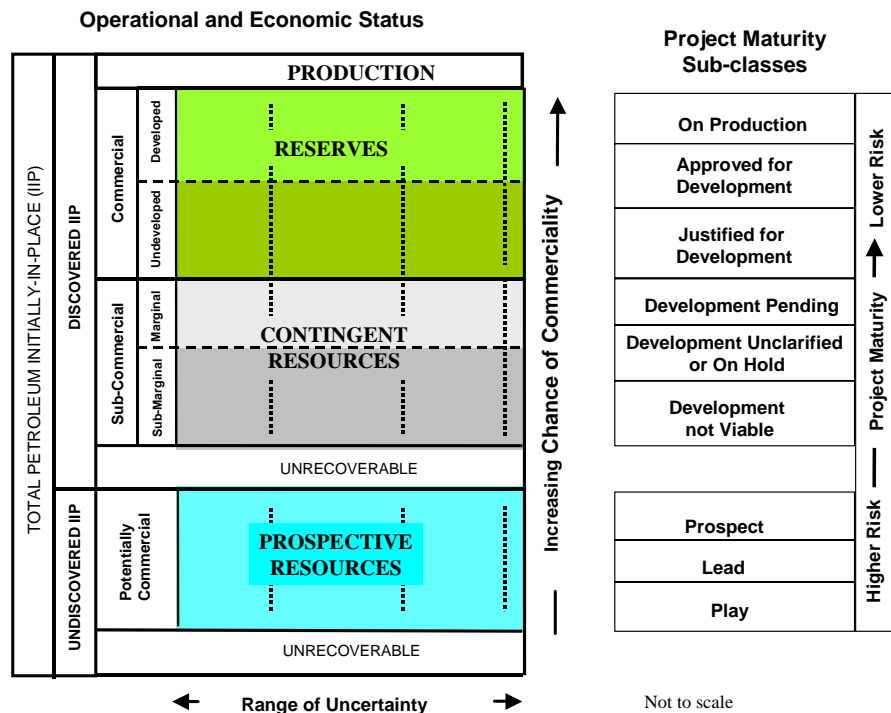 Operational and Economic Status
Project Maturity
Sub-classes
TOTAL PETROLEUM INITIALLY-IN-PLACE (IIP)
DISCOVERED IIP
UNDISCOVERED IIP
Commercial
Sub-Commercial
Potentially
Commercial
Developed
Undeveloped
Marginal
Sub-Marginal
PRODUCTION
RESERVES
CONTINGENT
RESOURCES
UNRECOVERABLE
PROSPECTIVE
RESOURCES
UNRECOVERABLE
Range of Uncertainty
Increasing Chance of Commerciality
On Production
Approved for
Development
Justified for
Development
Development Pending
Development Unclarified
or On Hold
Development
not Viable
Prospect
Lead
Play
Lower Risk
Project Maturity
Higher Risk
Not to scale